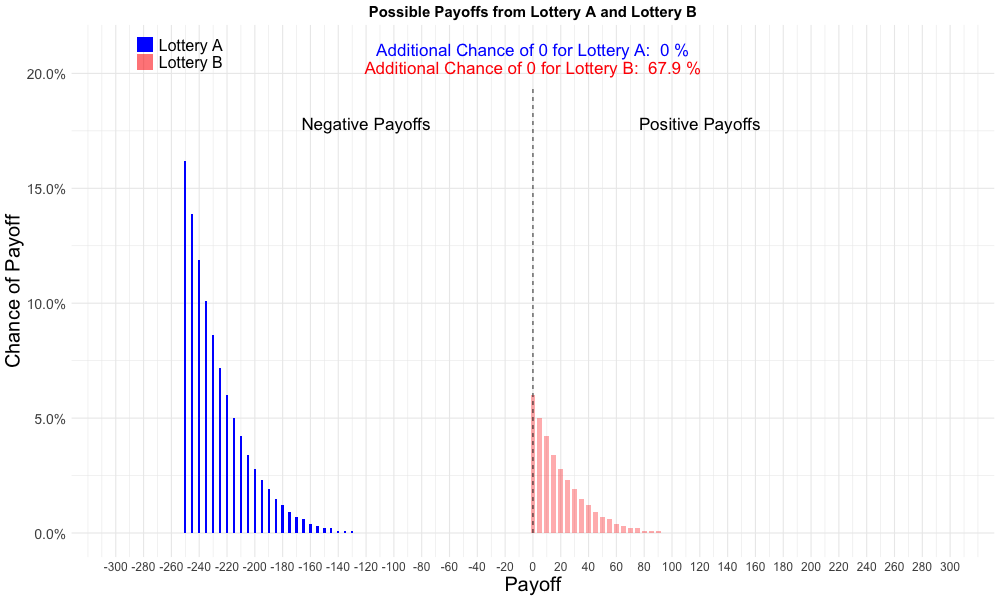 Possible Payoffs from Lottery A and Lottery B
Lottery A
Lottery B
Additional Chance of 0 for Lottery A:  0 %
Additional Chance of 0 for Lottery B:  67.9 %
Negative Payoffs
Positive Payoffs
Chance of Payoff
20.0%
15.0%
10.0%
5.0%
0.0%
-300 -280 -260 -240 -220 -200 -180 -160 -140 -120 -100 -80 -60 -40 -20 0 20 40 60 80 100 120 140 160 180 200 220 240 260 280 300
Payoff